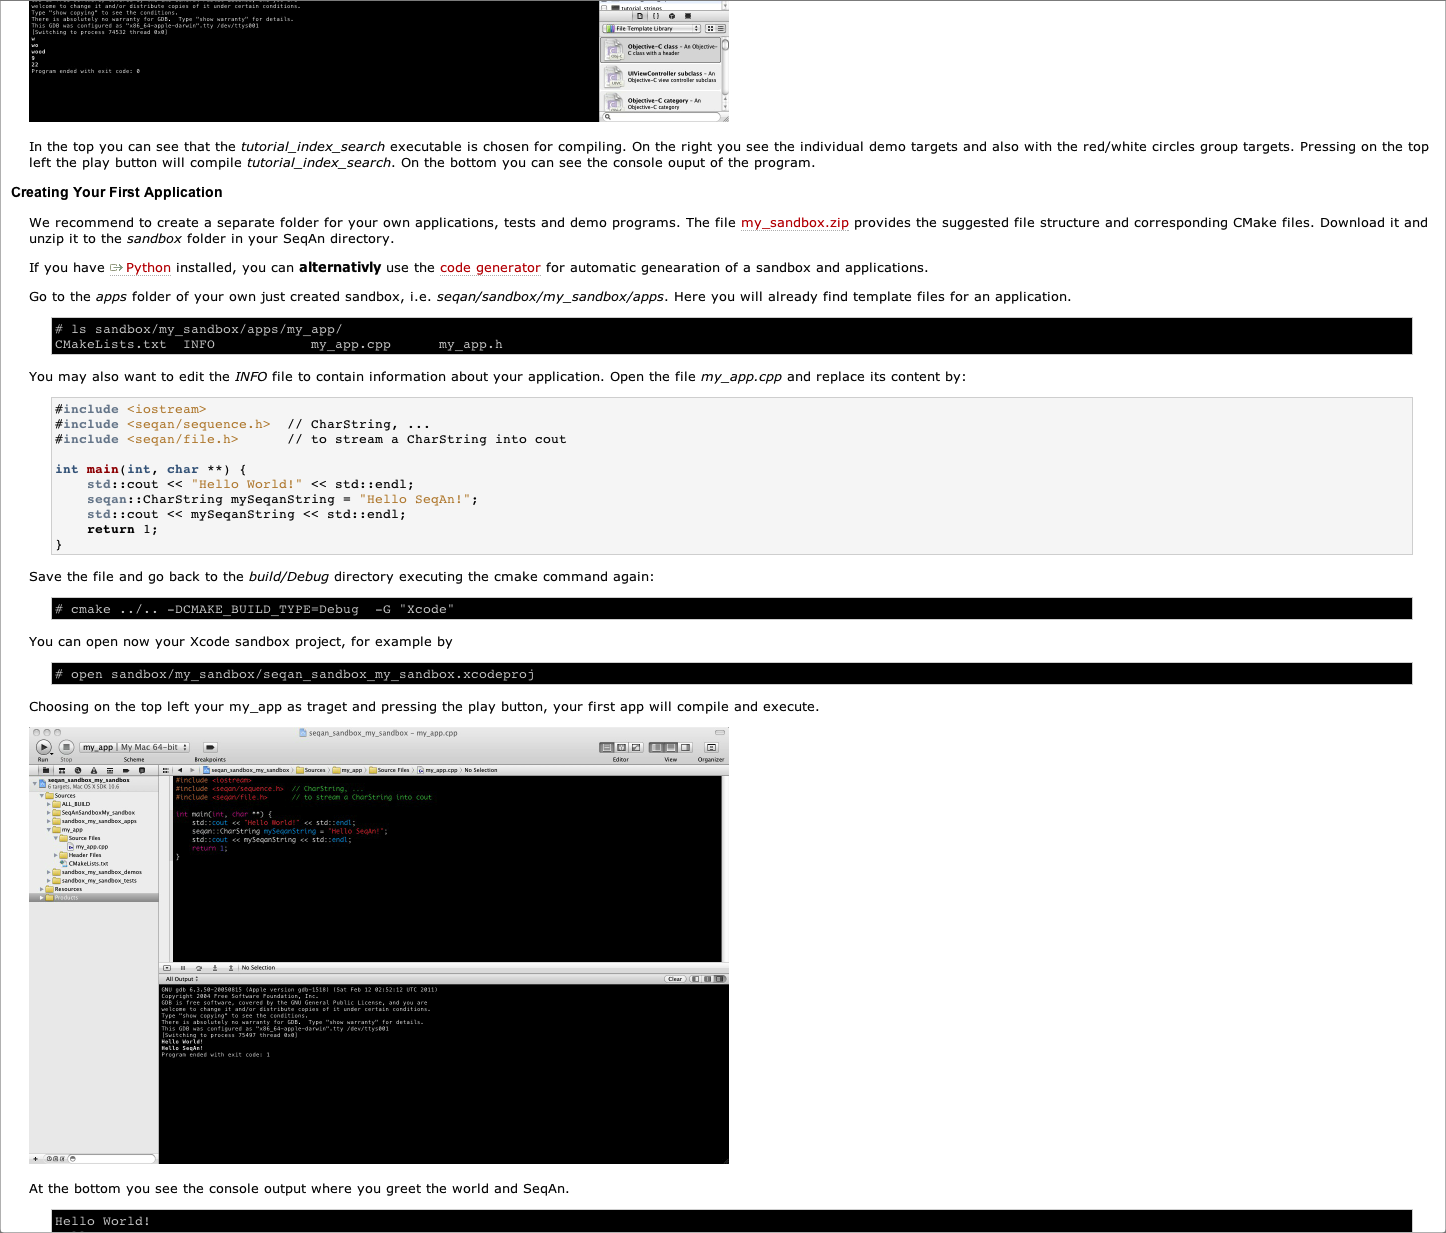 welcome to change it and/or distribute copies of it under certain conditions.
Type "show copying" to see the conditions.
There is absolutely no warranty for GDB.  Type "show warranty" for details.
This GDB was configured as "x86_64-apple-darwin".tty /dev/ttys001
[Switching to process 74532 thread 0x0]
w
wo
wood
9
22
Program ended with exit code: 0
tutorial_strings
File Template Library
Objective-C class - An Objective-
C class with a header
UIViewController subclass - An
Objective-C view controller subclass
Objective-C category - An
Objective-C category
In the top you can see that the tutorial_index_search executable is chosen for compiling. On the right you see the individual demo targets and also with the red/white circles group targets. Pressing on the top
left the play button will compile tutorial_index_search. On the bottom you can see the console ouput of the program.
Creating Your First Application
We recommend to create a separate folder for your own applications, tests and demo programs. The file my_sandbox.zip provides the suggested file structure and corresponding CMake files. Download it and
unzip it to the sandbox folder in your SeqAn directory.
If you have Python installed, you can alternativly use the code generator for automatic genearation of a sandbox and applications.
Go to the apps folder of your own just created sandbox, i.e. seqan/sandbox/my_sandbox/apps. Here you will already find template files for an application.
# ls sandbox/my_sandbox/apps/my_app/
CMakeLists.txt  INFO            my_app.cpp      my_app.h
You may also want to edit the INFO file to contain information about your application. Open the file my_app.cpp and replace its content by:
#include <iostream>
#include <seqan/sequence.h>  // CharString, ...
#include <seqan/file.h>      // to stream a CharString into cout
int main(int, char **) {
    std::cout << "Hello World!" << std::endl;
    seqan::CharString mySeqanString = "Hello SeqAn!";
    std::cout << mySeqanString << std::endl;
    return 1;
}
Save the file and go back to the build/Debug directory executing the cmake command again:
# cmake ../.. -DCMAKE_BUILD_TYPE=Debug  -G "Xcode"
You can open now your Xcode sandbox project, for example by
# open sandbox/my_sandbox/seqan_sandbox_my_sandbox.xcodeproj
Choosing on the top left your my_app as traget and pressing the play button, your first app will compile and execute.
seqan_sandbox_my_sandbox - my_app.cpp
my_app | My Mac 64-bit
Run Stop Scheme Breakpoints Editor View Organizer
seqan_sandbox_my_sandbox Sources my_app Source Files my_app.cpp No Selection
seqan_sandbox_my_sandbox
6 targets, Mac OS X SDK 10.6
Sources
ALL_BUILD
SeqAnSandboxMy_sandbox
sandbox_my_sandbox_apps
my_app
Source Files
my_app.cpp
Header Files
CMakeLists.txt
sandbox_my_sandbox_demos
sandbox_my_sandbox_tests
Resources
Products
#include <iostream>
#include <seqan/sequence.h>  // CharString, ...
#include <seqan/file.h>      // to stream a CharString into cout
int main(int, char **) {
    std::cout << "Hello World!" << std::endl;
    seqan::CharString mySeqanString = "Hello SeqAn!";
    std::cout << mySeqanString << std::endl;
    return 1;
}
No Selection
All Output Clear
GNU gdb 6.3.50-20050815 (Apple version gdb-1518) (Sat Feb 12 02:52:12 UTC 2011)
Copyright 2004 Free Software Foundation, Inc.
GDB is free software, covered by the GNU General Public License, and you are
welcome to change it and/or distribute copies of it under certain conditions.
Type "show copying" to see the conditions.
There is absolutely no warranty for GDB.  Type "show warranty" for details.
This GDB was configured as "x86_64-apple-darwin".tty /dev/ttys001
[Switching to process 75497 thread 0x0]
Hello World!
Hello SeqAn!
Program ended with exit code: 1
At the bottom you see the console output where you greet the world and SeqAn.
Hello World!